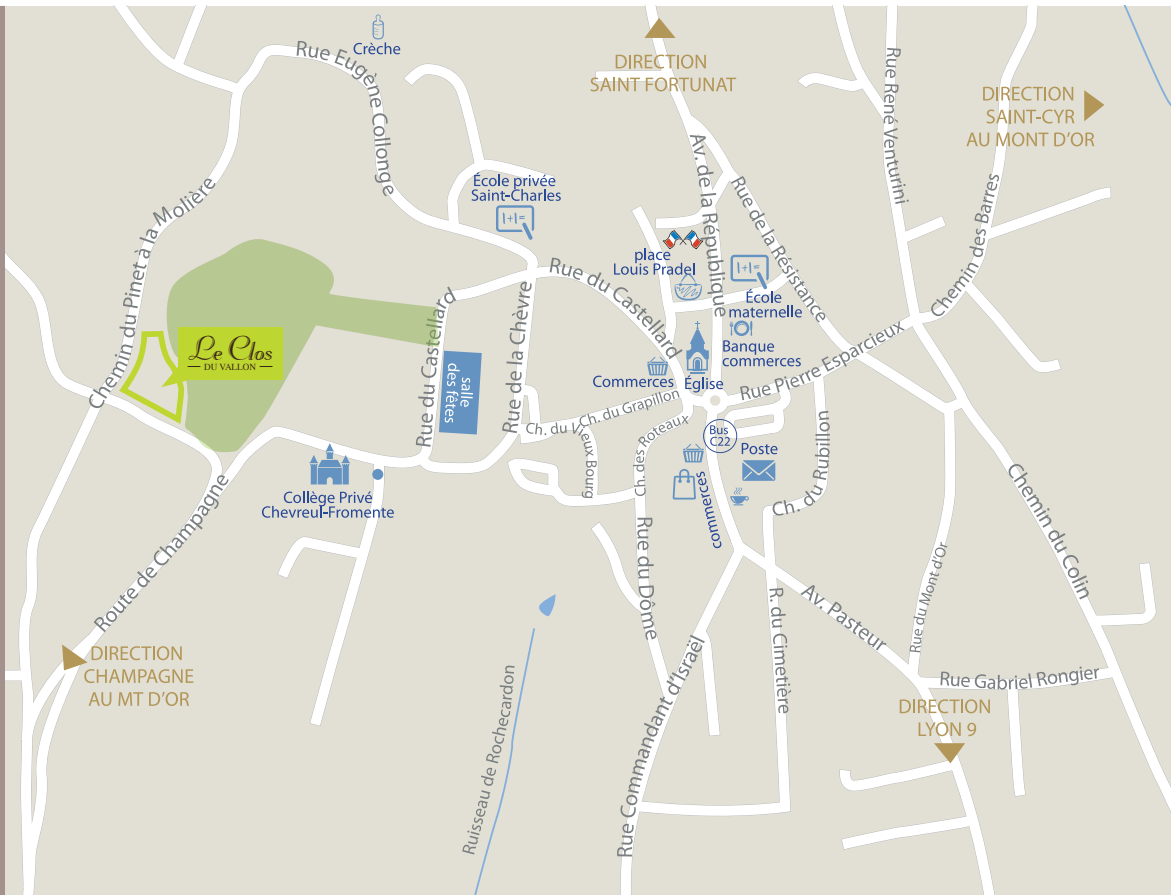 Crèche
Rue Eugène Collonge
DIRECTION
SAINT FORTUNAT
Rue René Venturini
DIRECTION
SAINT-CYR
AU MONT D'OR
Chemin du Pinet à la Molière
École privée
Saint-Charles
1+1=
Av. de la République
Rue de la Résistance
Chemin des Barres
place
Louis Pradel
1+1=
École
maternelle
Rue du Castellard
Le Clos
DU VALLON
Rue du Castellard
Rue de la Chèvre
salle
des fêtes
Banque
commerces
Commerces
Église
Rue Pierre Esparcieux
Ch. du Grapillon
Ch. du Vieux Bourg
Ch. des Roteaux
Bus
C22
Poste
commerces
Ch. du Rubillion
Collège Privé
Chevreul-Fromente
Route de Champagne
Rue du Dôme
Chemin du Colin
Rue du Mont d'Or
Av. Pasteur
R. du Cimetière
DIRECTION
CHAMPAGNE
AU MT D'OR
Rue Commandant d'Israël
Rue Gabriel Rongier
Ruisseau de Rochecardon
DIRECTION
LYON 9